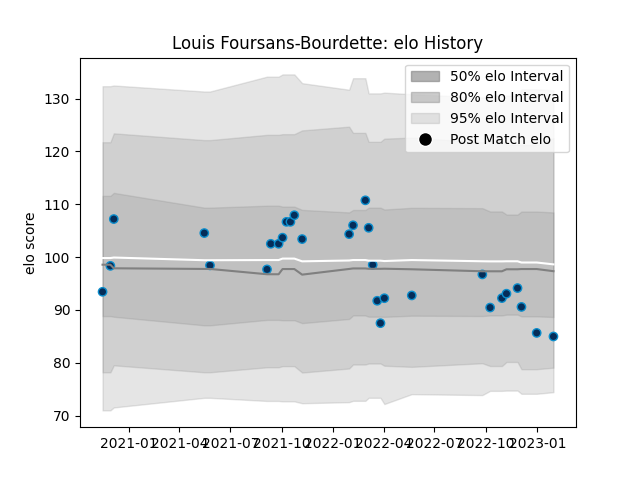 Louis Foursans-Bourdette: elo History
50% elo Interval
80% elo Interval
95% elo Interval
Post Match elo
elo score
130
120
110
100
90
80
70
2021-01 2021-04 2021-07 2021-10 2022-01 2022-04 2022-07 2022-10 2023-01